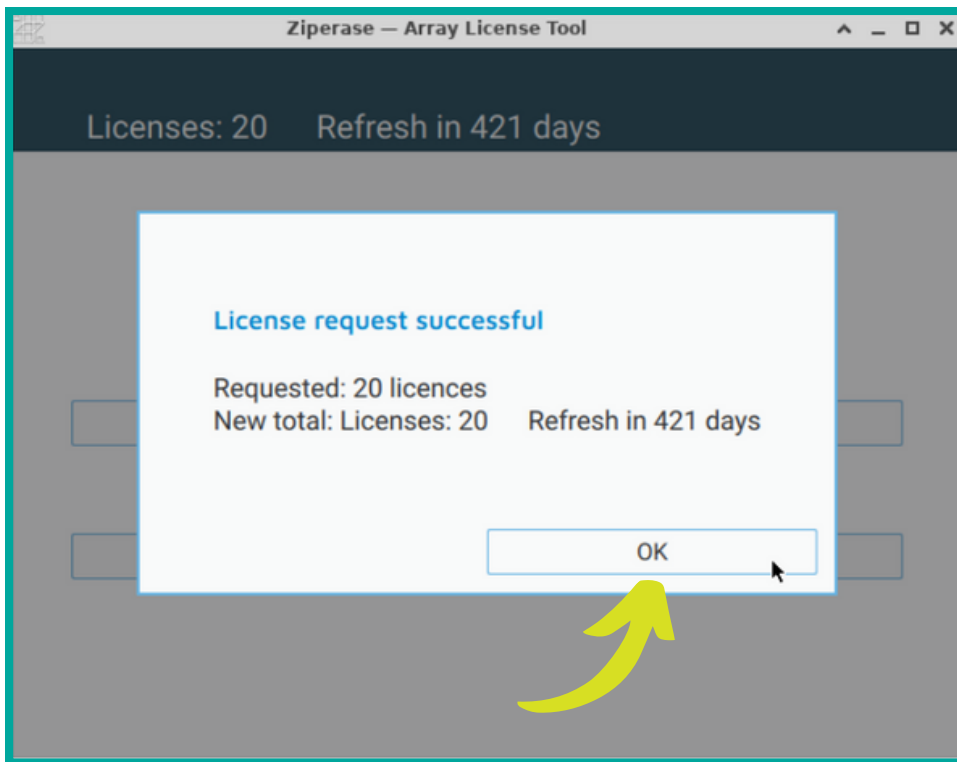 Ziperase — Array License Tool
Licenses: 20 Refresh in 421 days
License request successful
Requested: 20 licences
New total: Licenses: 20 Refresh in 421 days
OK